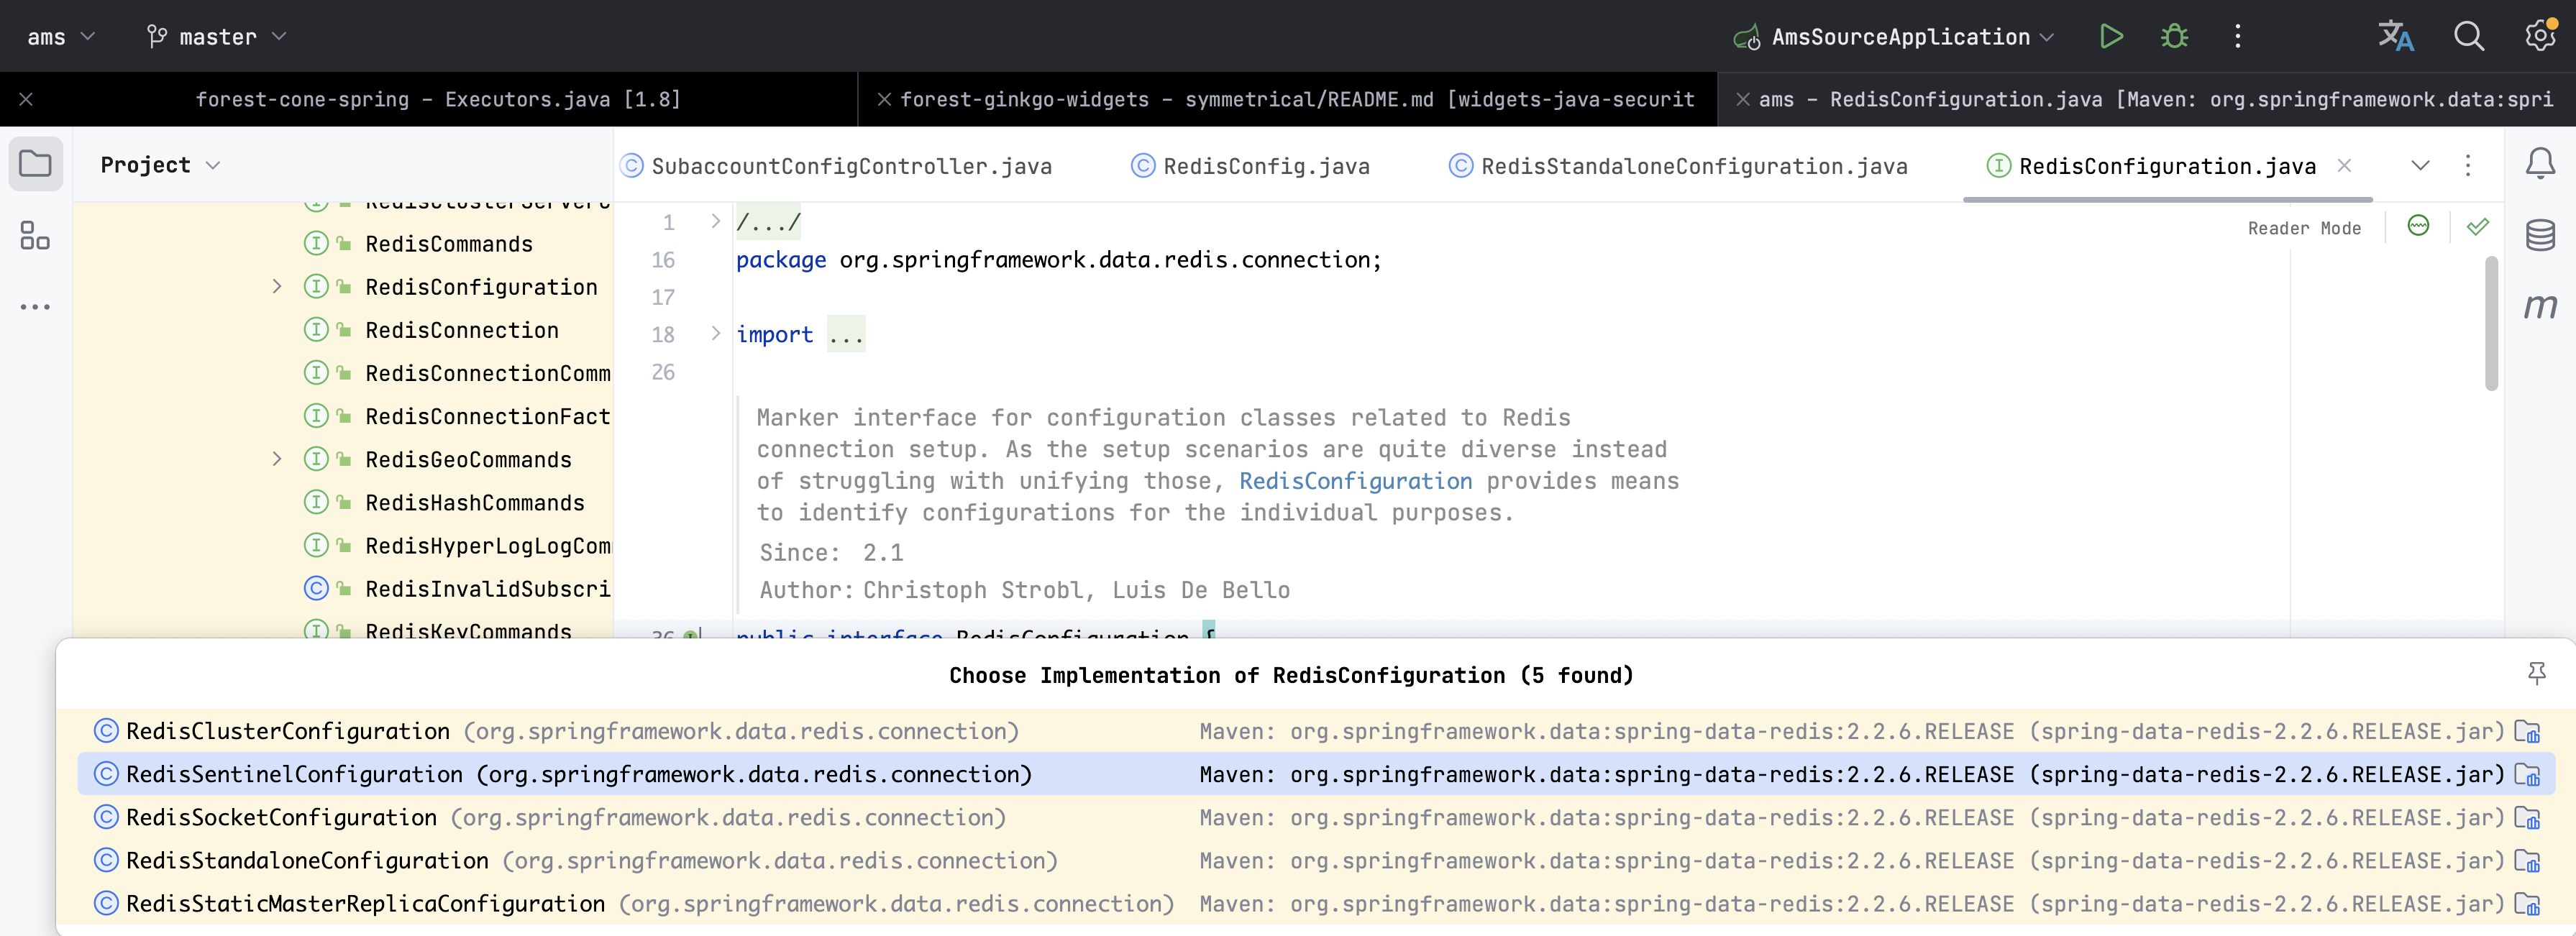 ams master AmsSourceApplication
forest-cone-spring – Executors.java [1.8] forest-ginkgo-widgets – symmetrical/README.md [widgets-java-securit ams – RedisConfiguration.java [Maven: org.springframework.data:spri
Project
SubaccountConfigController.java RedisConfig.java RedisStandaloneConfiguration.java RedisConfiguration.java
RedisCommands
RedisConfiguration
RedisConnection
RedisConnectionComm
RedisConnectionFact
RedisGeoCommands
RedisHashCommands
RedisHyperLogLogCom
RedisInvalidSubscri
RedisKeyCommands
Reader Mode
1 /.../
16 package org.springframework.data.redis.connection;
17
18 import ...
26
Marker interface for configuration classes related to Redis
connection setup. As the setup scenarios are quite diverse instead
of struggling with unifying those, RedisConfiguration provides means
to identify configurations for the individual purposes.
Since: 2.1
Author: Christoph Strobl, Luis De Bello
36 public interface RedisConfiguration {
m
Choose Implementation of RedisConfiguration (5 found)
RedisClusterConfiguration (org.springframework.data.redis.connection) Maven: org.springframework.data:spring-data-redis:2.2.6.RELEASE (spring-data-redis-2.2.6.RELEASE.jar)
RedisSentinelConfiguration (org.springframework.data.redis.connection) Maven: org.springframework.data:spring-data-redis:2.2.6.RELEASE (spring-data-redis-2.2.6.RELEASE.jar)
RedisSocketConfiguration (org.springframework.data.redis.connection) Maven: org.springframework.data:spring-data-redis:2.2.6.RELEASE (spring-data-redis-2.2.6.RELEASE.jar)
RedisStandaloneConfiguration (org.springframework.data.redis.connection) Maven: org.springframework.data:spring-data-redis:2.2.6.RELEASE (spring-data-redis-2.2.6.RELEASE.jar)
RedisStaticMasterReplicaConfiguration (org.springframework.data.redis.connection) Maven: org.springframework.data:spring-data-redis:2.2.6.RELEASE (spring-data-redis-2.2.6.RELEASE.jar)